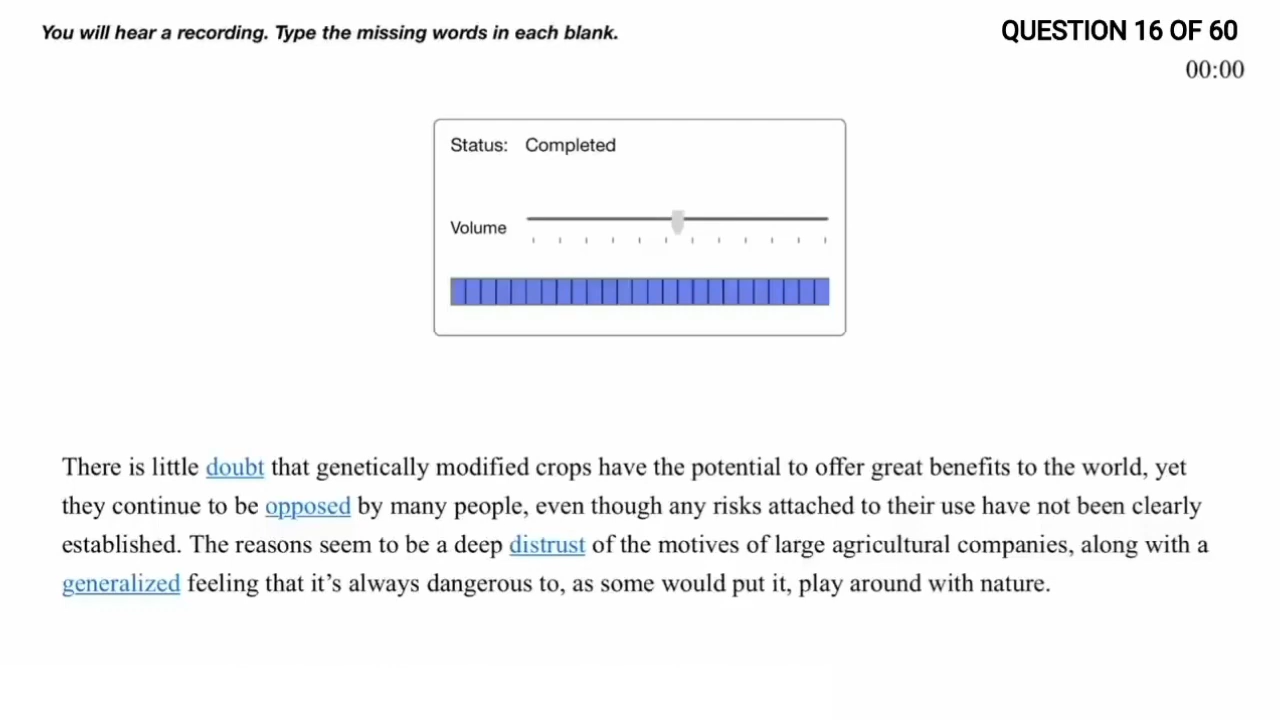 You will hear a recording. Type the missing words in each blank.
QUESTION 16 OF 60
00:00
Status: Completed
Volume
There is little doubt that genetically modified crops have the potential to offer great benefits to the world, yet
they continue to be opposed by many people, even though any risks attached to their use have not been clearly
established. The reasons seem to be a deep distrust of the motives of large agricultural companies, along with a
generalized feeling that it’s always dangerous to, as some would put it, play around with nature.